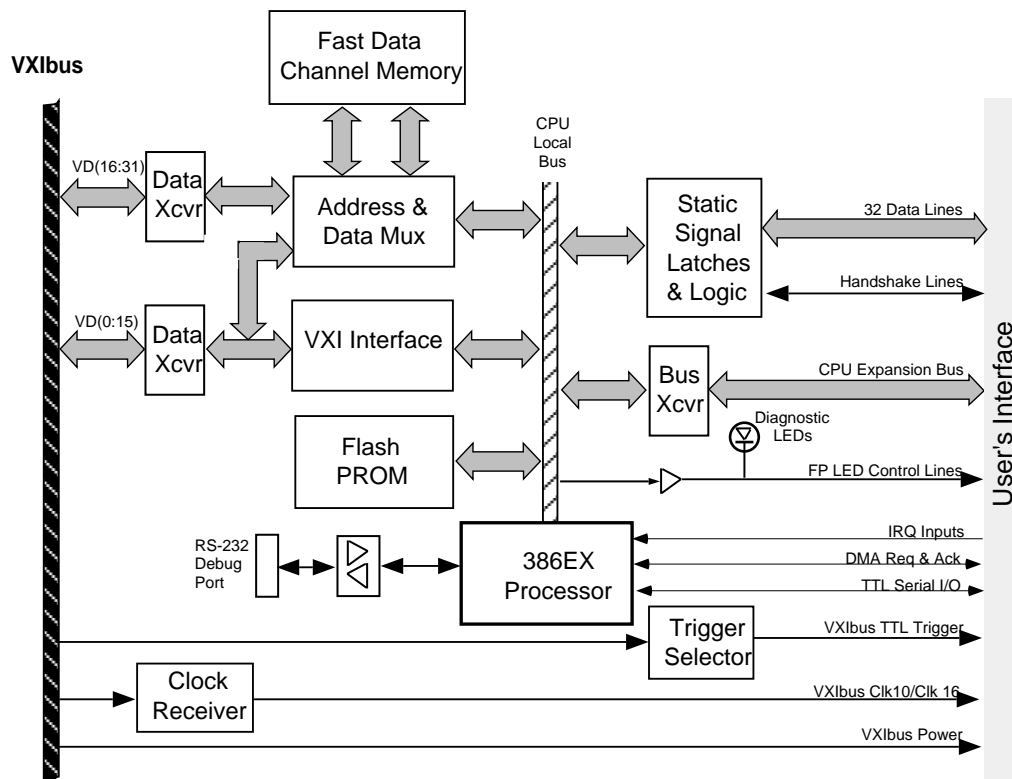 Fast Data
Channel Memory
VXIbus
CPU
Local
Bus
VD(16:31)
Data
Xcvr
Address &
Data Mux
Static
Signal
Latches
& Logic
32 Data Lines
Handshake Lines
VD(0:15)
Data
Xcvr
VXI Interface
Bus
Xcvr
CPU Expansion Bus
Diagnostic
LEDs
Flash
PROM
FP LED Control Lines
User's Interface
RS-232
Debug
Port
386EX
Processor
IRQ Inputs
DMA Req & Ack
TTL Serial I/O
Trigger
Selector
VXIbus TTL Trigger
Clock
Receiver
VXIbus Clk10/Clk 16
VXIbus Power